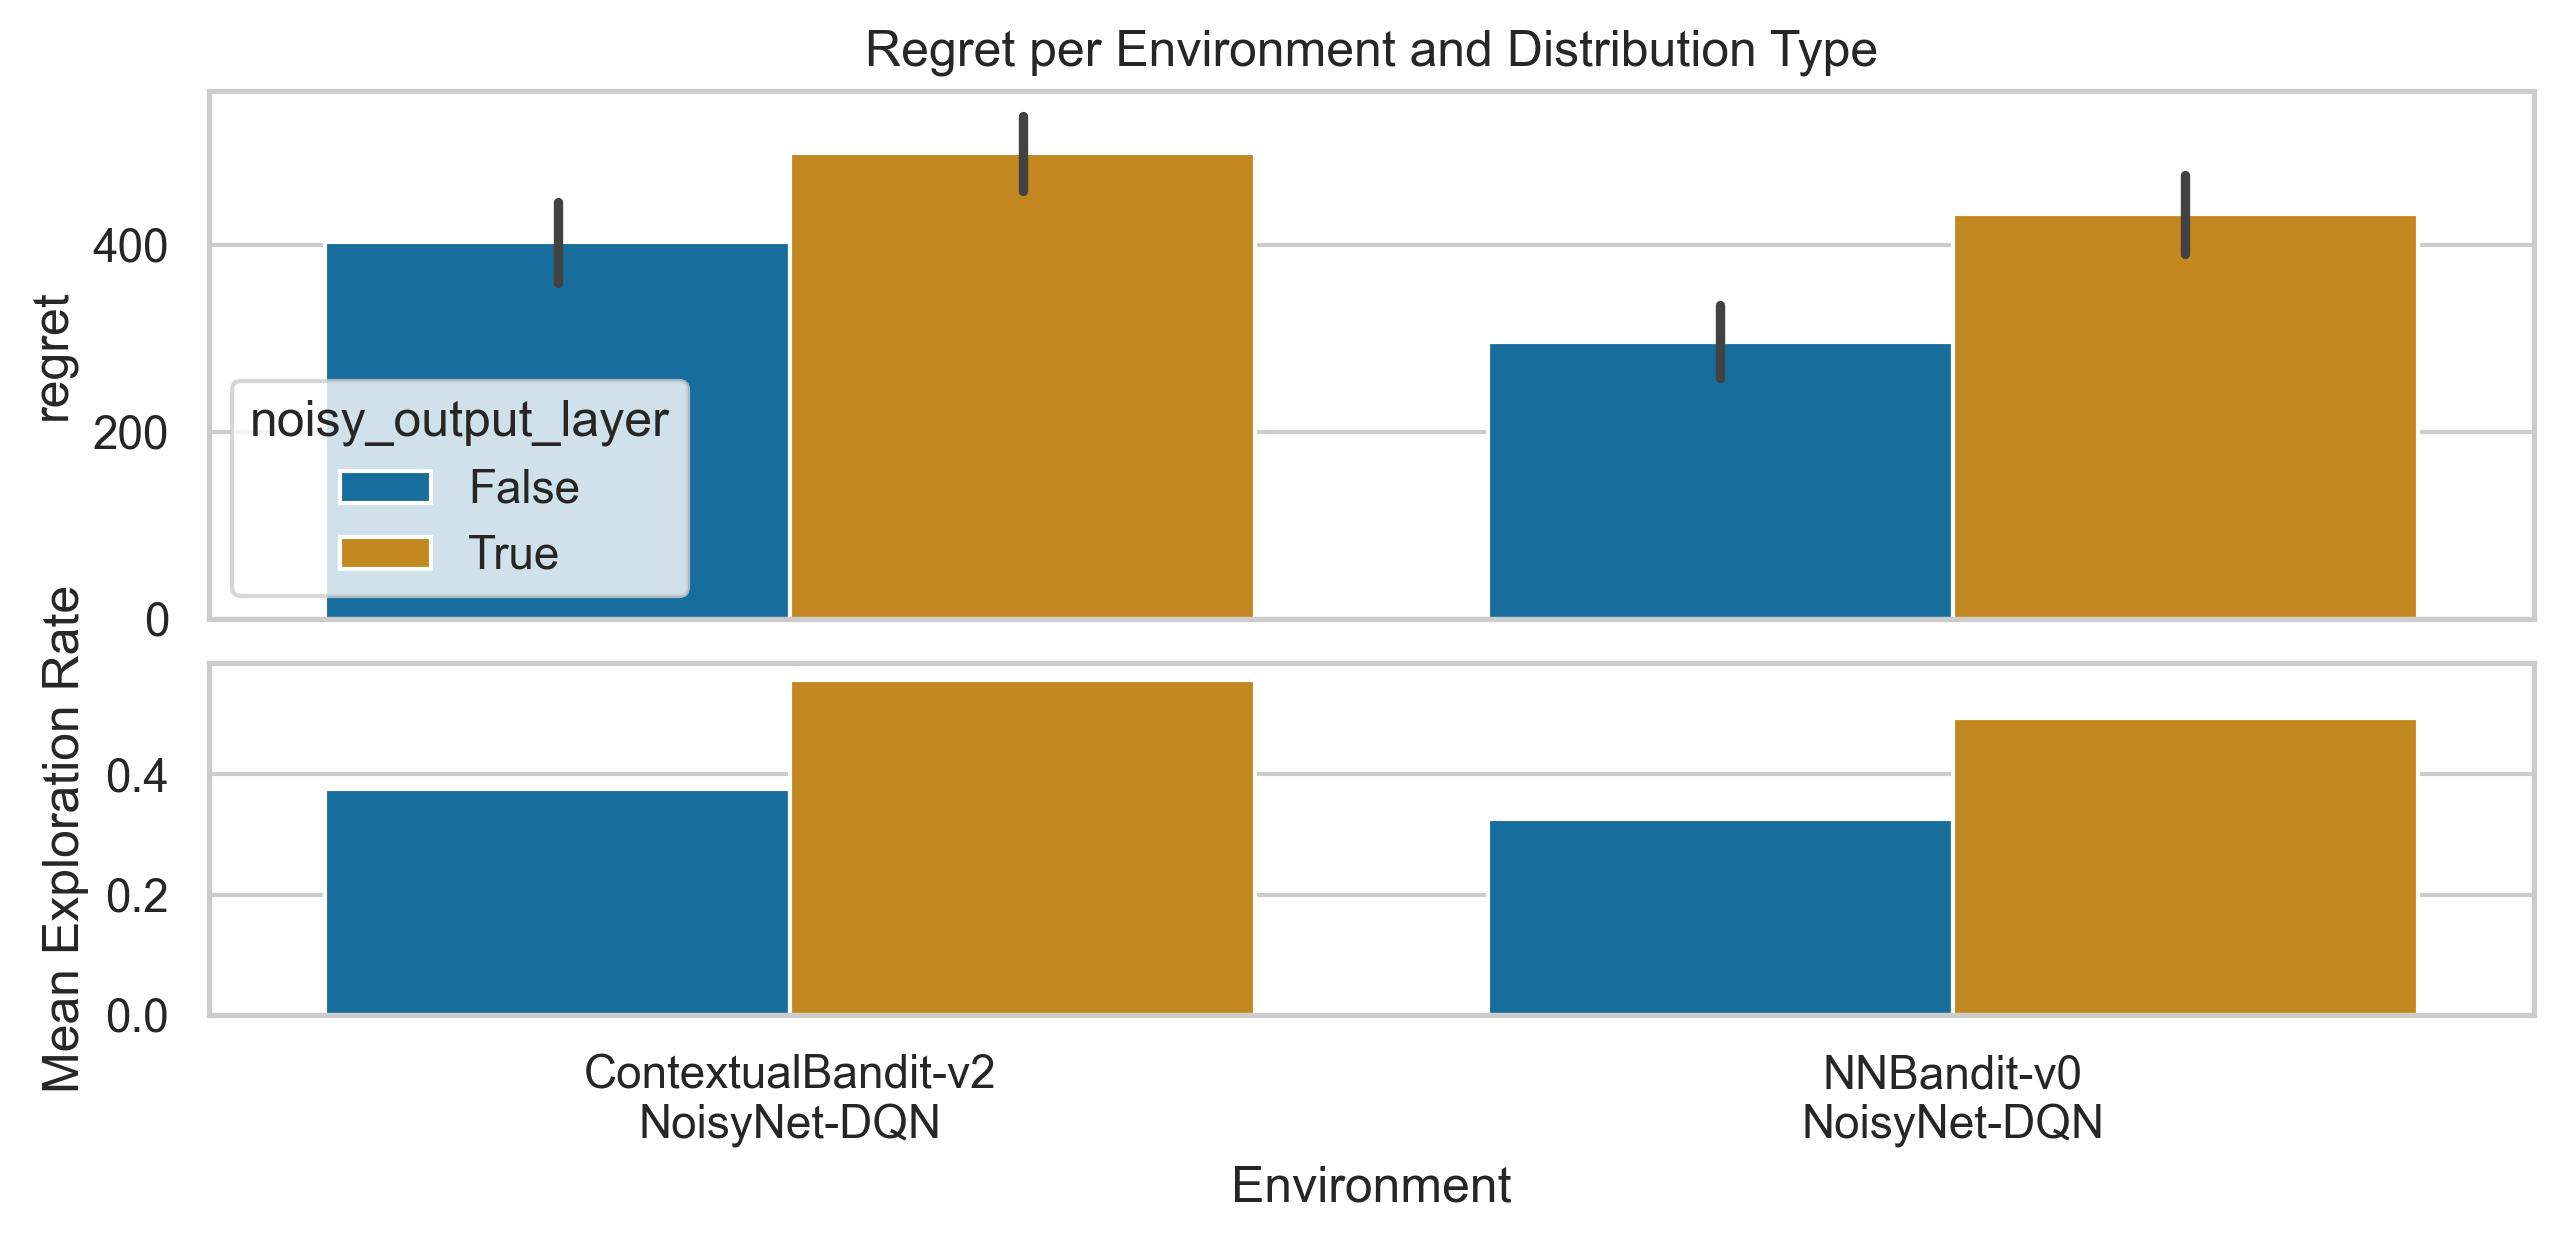 Regret per Environment and Distribution Type
regret
400
200
0
noisy_output_layer
False
True
Mean Exploration Rate
0.4
0.2
0.0
ContextualBandit-v2
NoisyNet-DQN
NNBandit-v0
NoisyNet-DQN
Environment